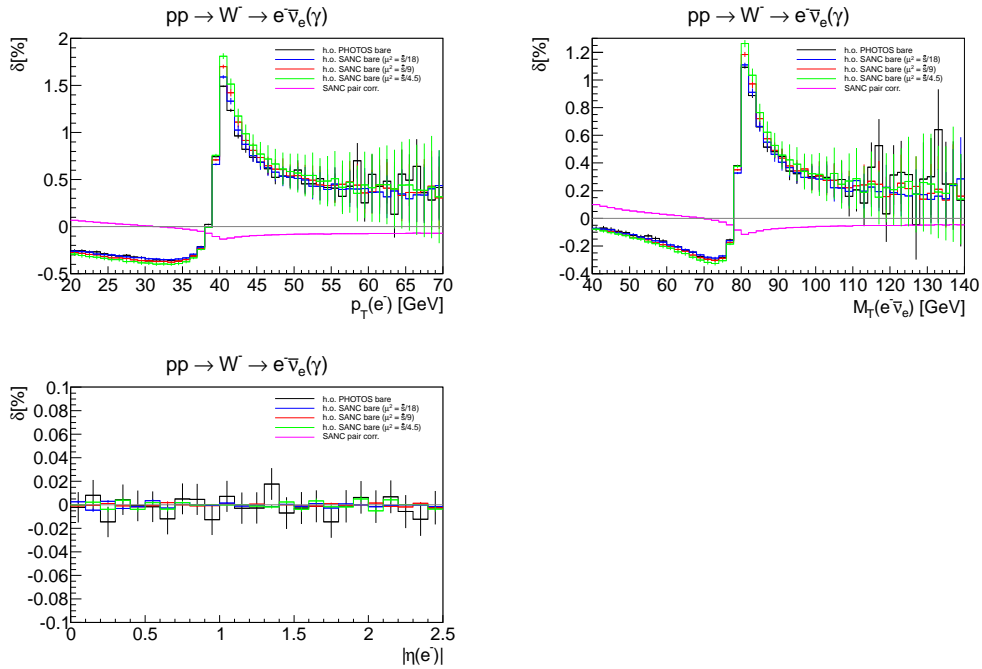 pp → W⁻ → e⁻ν̅ₑ(γ)
δ[%]
h.o. PHOTOS bare
h.o. SANC bare (μ² = ŝ/18)
h.o. SANC bare (μ² = ŝ/9)
h.o. SANC bare (μ² = ŝ/4.5)
SANC pair corr.
2
1.5
1
0.5
0
-0.5
20 25 30 35 40 45 50 55 60 65 70
p_T(e⁻) [GeV]
pp → W⁻ → e⁻ν̅ₑ(γ)
δ[%]
h.o. PHOTOS bare
h.o. SANC bare (μ² = ŝ/18)
h.o. SANC bare (μ² = ŝ/9)
h.o. SANC bare (μ² = ŝ/4.5)
SANC pair corr.
1.2
1
0.8
0.6
0.4
0.2
0
-0.2
-0.4
40 50 60 70 80 90 100 110 120 130 140
M_T(e⁻ν̅ₑ) [GeV]
pp → W⁻ → e⁻ν̅ₑ(γ)
δ[%]
h.o. PHOTOS bare
h.o. SANC bare (μ² = ŝ/18)
h.o. SANC bare (μ² = ŝ/9)
h.o. SANC bare (μ² = ŝ/4.5)
SANC pair corr.
0.1
0.08
0.06
0.04
0.02
0
-0.02
-0.04
-0.06
-0.08
-0.1
0 0.5 1 1.5 2 2.5
|η(e⁻)|